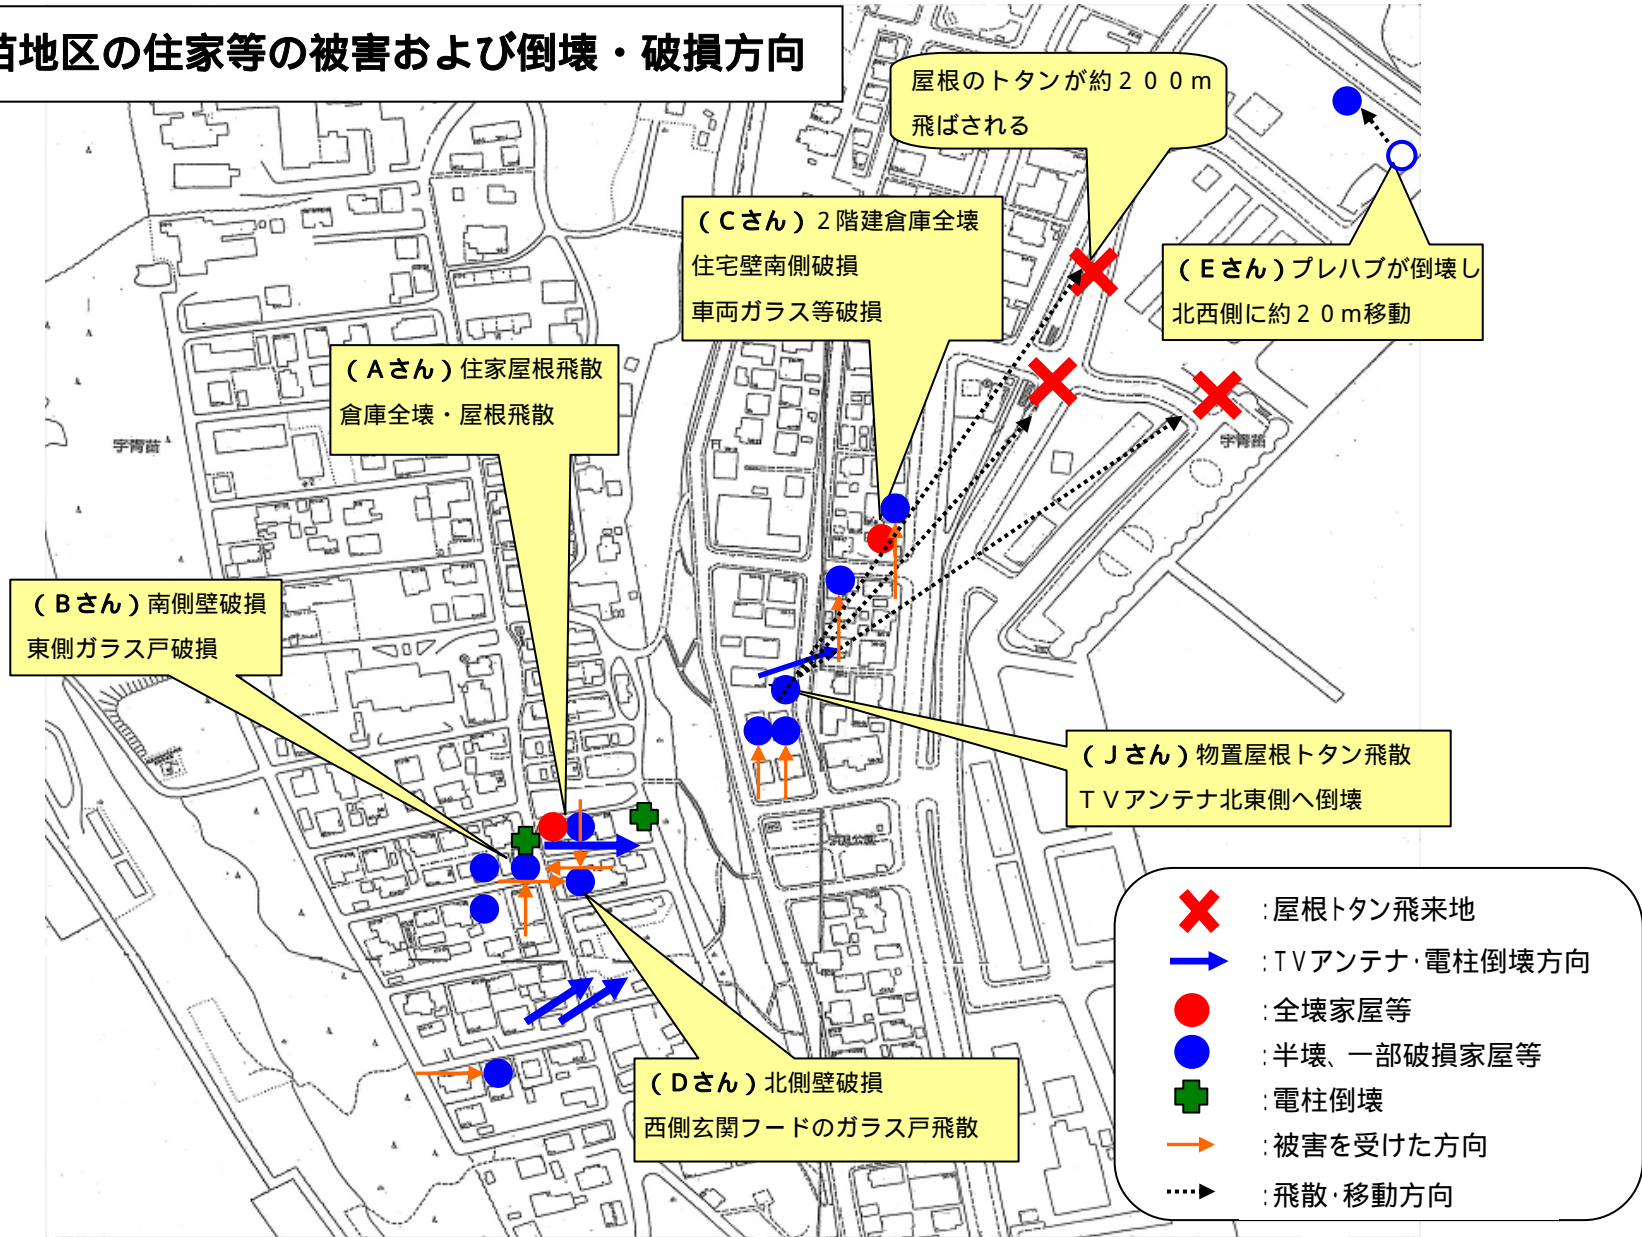 苗地区の住家等の被害および倒壊・破損方向
屋根のトタンが約２００ｍ
飛ばされる
（Ｃさん）２階建倉庫全壊
住宅壁南側破損
車両ガラス等破損
（Ｅさん）プレハブが倒壊し
北西側に約２０ｍ移動
（Ａさん）住家屋根飛散
倉庫全壊・屋根飛散
字青苗
字青苗
（Ｂさん）南側壁破損
東側ガラス戸破損
（Ｊさん）物置屋根トタン飛散
ＴＶアンテナ北東側へ倒壊
（Ｄさん）北側壁破損
西側玄関フードのガラス戸飛散
:屋根トタン飛来地
:TVアンテナ・電柱倒壊方向
:全壊家屋等
:半壊、一部破損家屋等
:電柱倒壊
:被害を受けた方向
:飛散・移動方向